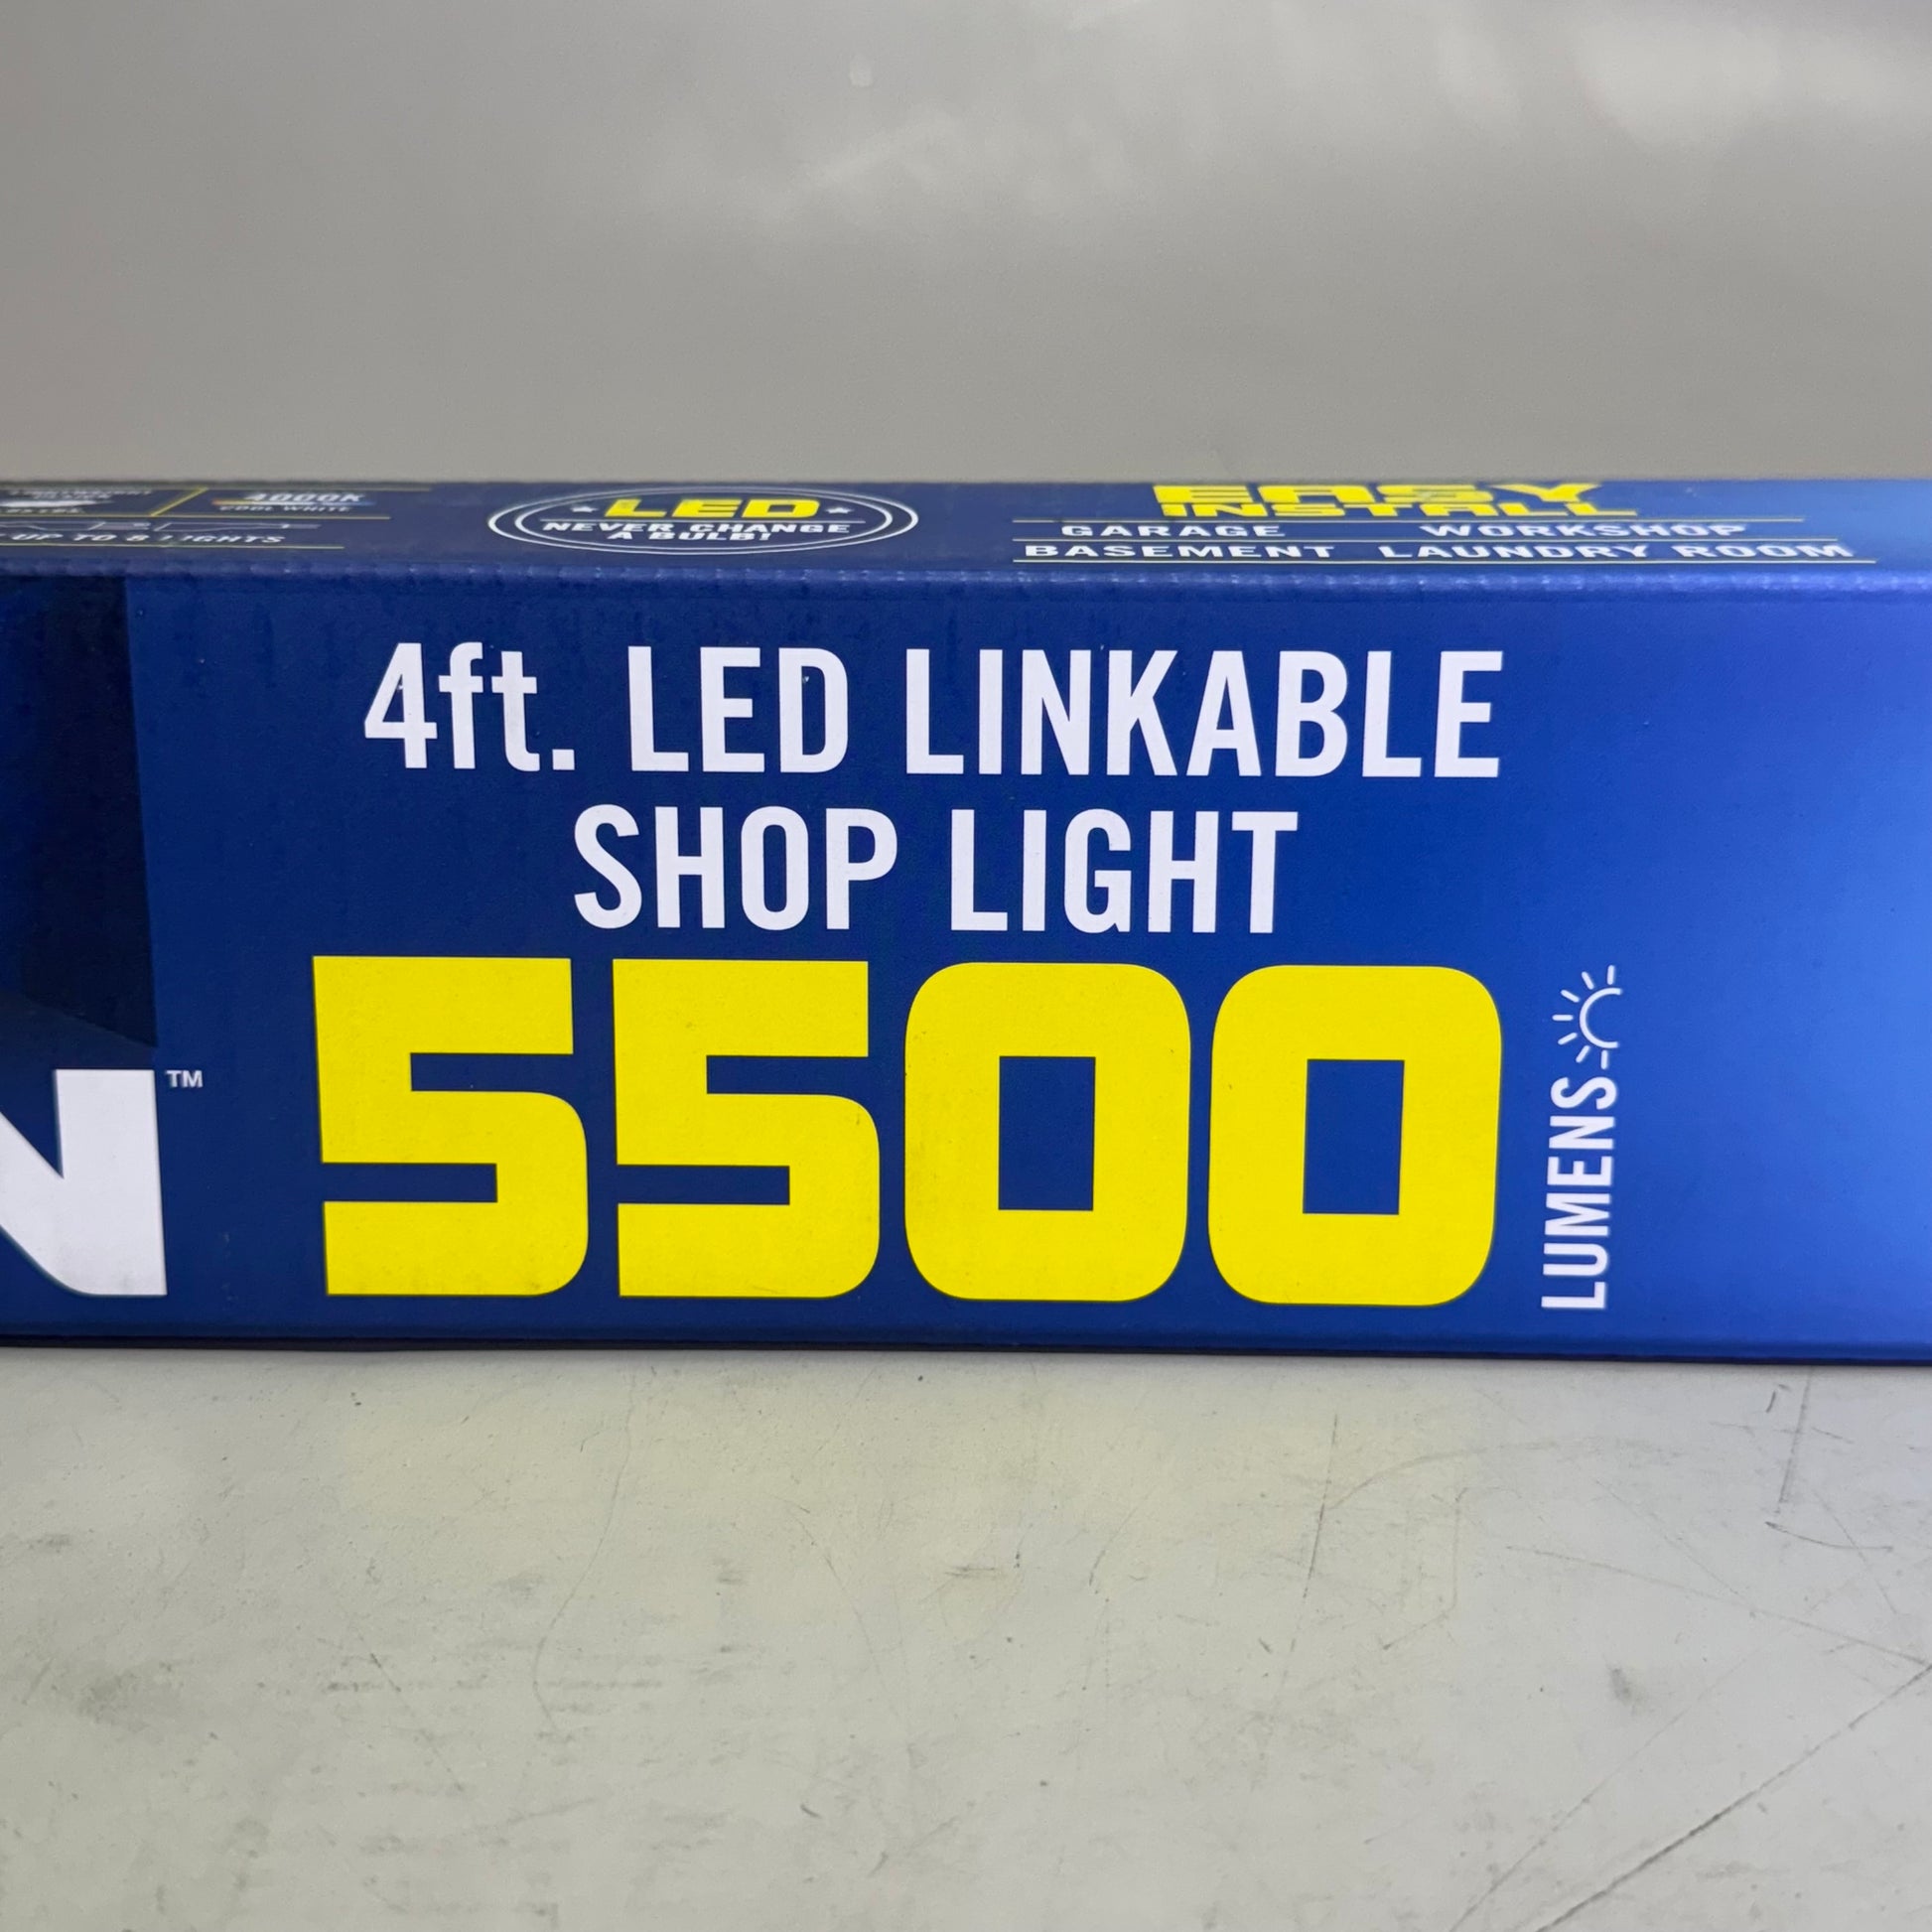 4000K
COOL WHITE
UP TO 8 LIGHTS
LED
NEVER CHANGE
A BULB!
EASY
INSTALL
GARAGE WORKSHOP
BASEMENT LAUNDRY ROOM
4ft. LED LINKABLE
SHOP LIGHT
N™
5500
LUMENS